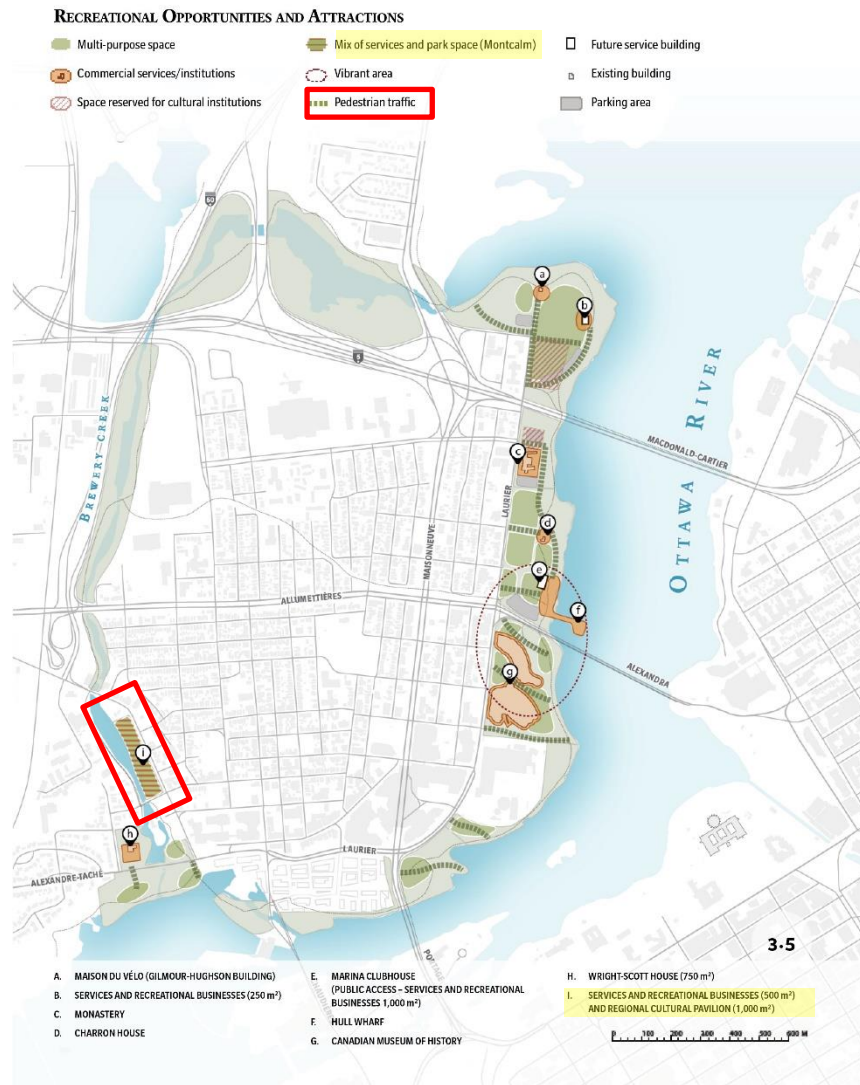 RECREATIONAL OPPORTUNITIES AND ATTRACTIONS
Multi-purpose space
Mix of services and park space (Montcalm)
Future service building
Commercial services/institutions
Vibrant area
Existing building
Space reserved for cultural institutions
Pedestrian traffic
Parking area
50
a
b
5
BREWERY CREEK
OTTAWA RIVER
MACDONALD-CARTIER
c
LAURIER
MAISONNEUVE
d
e
ALLUMETTIÈRES
f
ALEXANDRA
g
i
h
LAURIER
ALEXANDRE-TACHÉ
3·5
A. MAISON DU VÉLO (GILMOUR-HUGHSON BUILDING)
B. SERVICES AND RECREATIONAL BUSINESSES (250 m²)
C. MONASTERY
D. CHARRON HOUSE
E. MARINA CLUBHOUSE
(PUBLIC ACCESS – SERVICES AND RECREATIONAL
BUSINESSES 1,000 m²)
F. HULL WHARF
G. CANADIAN MUSEUM OF HISTORY
H. WRIGHT-SCOTT HOUSE (750 m²)
I. SERVICES AND RECREATIONAL BUSINESSES (500 m²)
AND REGIONAL CULTURAL PAVILION (1,000 m²)
0 100 200 300 400 500 600 M